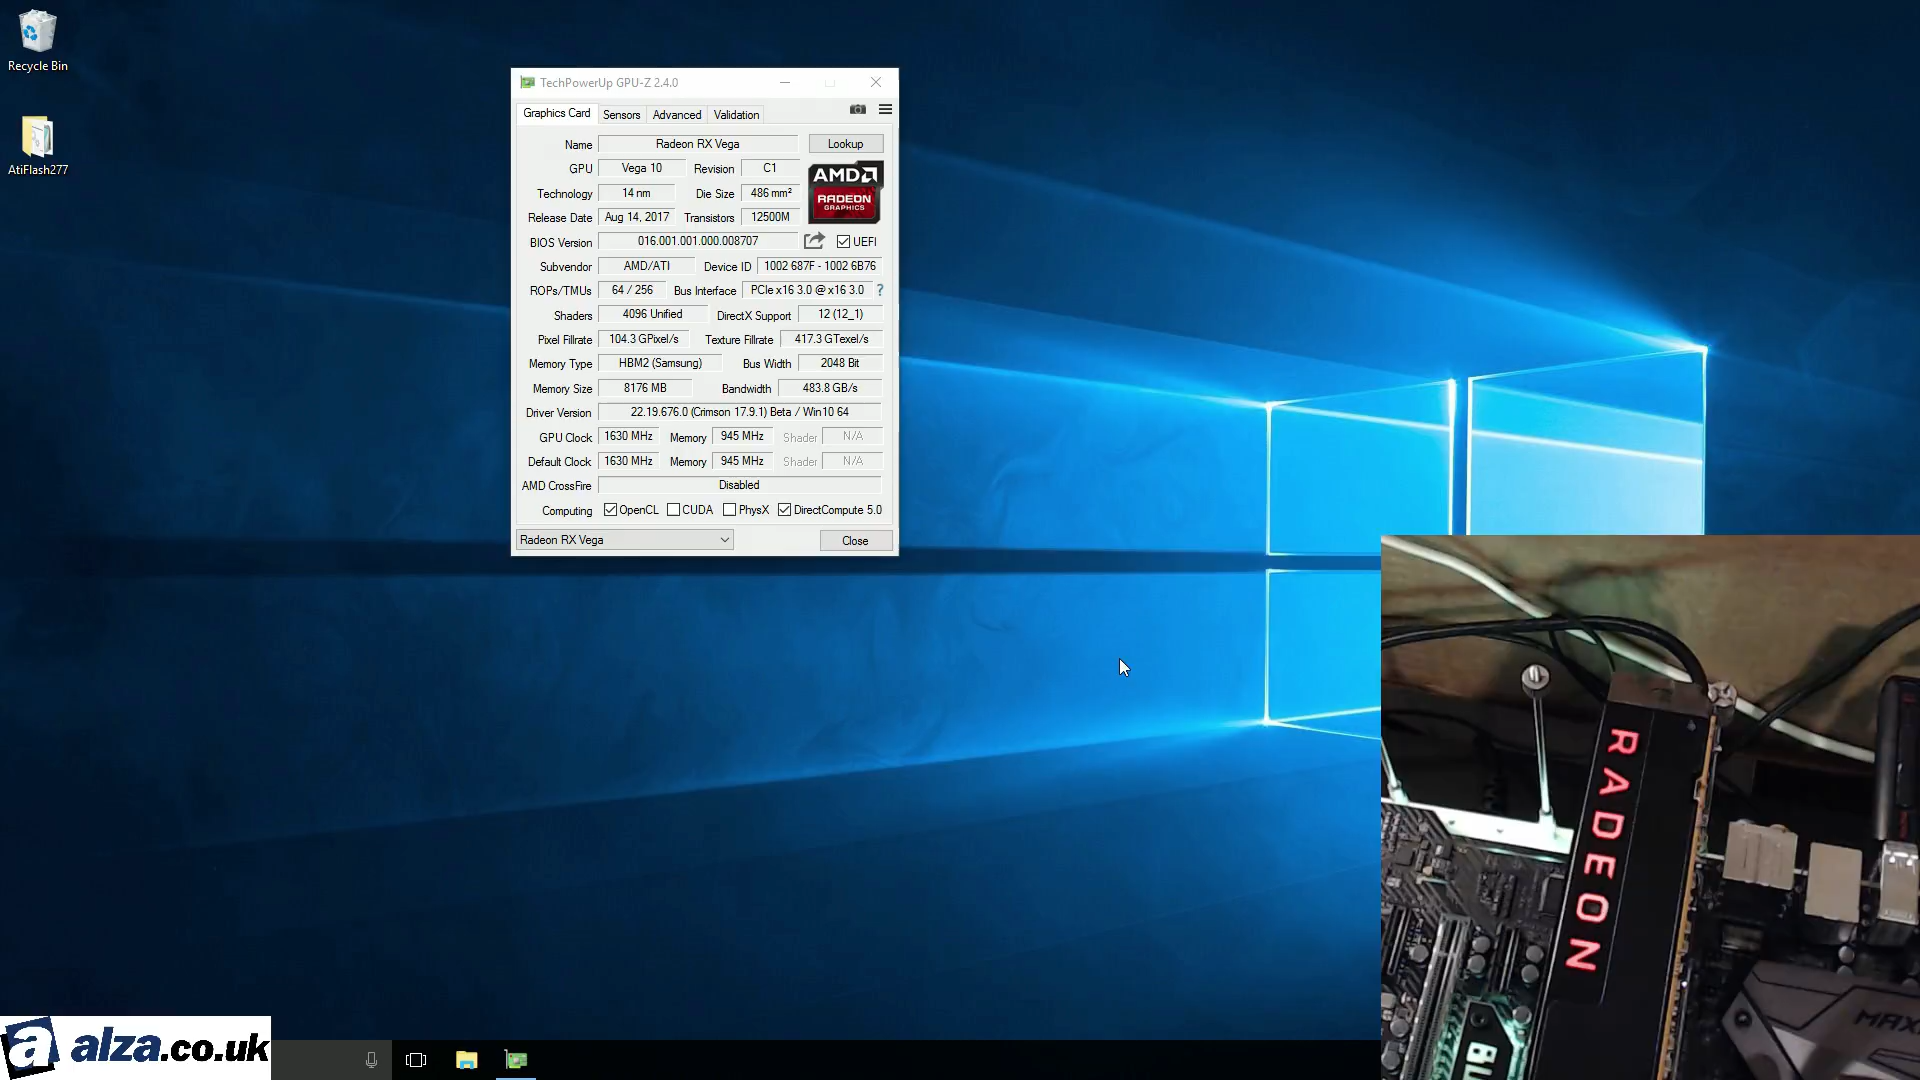 Recycle Bin
AtiFlash277
TechPowerUp GPU-Z 2.4.0
Graphics Card Sensors Advanced Validation
Name Radeon RX Vega Lookup
GPU Vega 10 Revision C1
AMD
RADEON
GRAPHICS
Technology 14 nm Die Size 486 mm²
Release Date Aug 14, 2017 Transistors 12500M
BIOS Version 016.001.001.000.008707 UEFI
Subvendor AMD/ATI Device ID 1002 687F - 1002 6B76
ROPs/TMUs 64 / 256 Bus Interface PCIe x16 3.0 @ x16 3.0 ?
Shaders 4096 Unified DirectX Support 12 (12_1)
Pixel Fillrate 104.3 GPixel/s Texture Fillrate 417.3 GTexel/s
Memory Type HBM2 (Samsung) Bus Width 2048 Bit
Memory Size 8176 MB Bandwidth 483.8 GB/s
Driver Version 22.19.676.0 (Crimson 17.9.1) Beta / Win10 64
GPU Clock 1630 MHz Memory 945 MHz Shader N/A
Default Clock 1630 MHz Memory 945 MHz Shader N/A
AMD CrossFire Disabled
Computing OpenCL CUDA PhysX DirectCompute 5.0
Radeon RX Vega Close
RADEON
a alza.co.uk